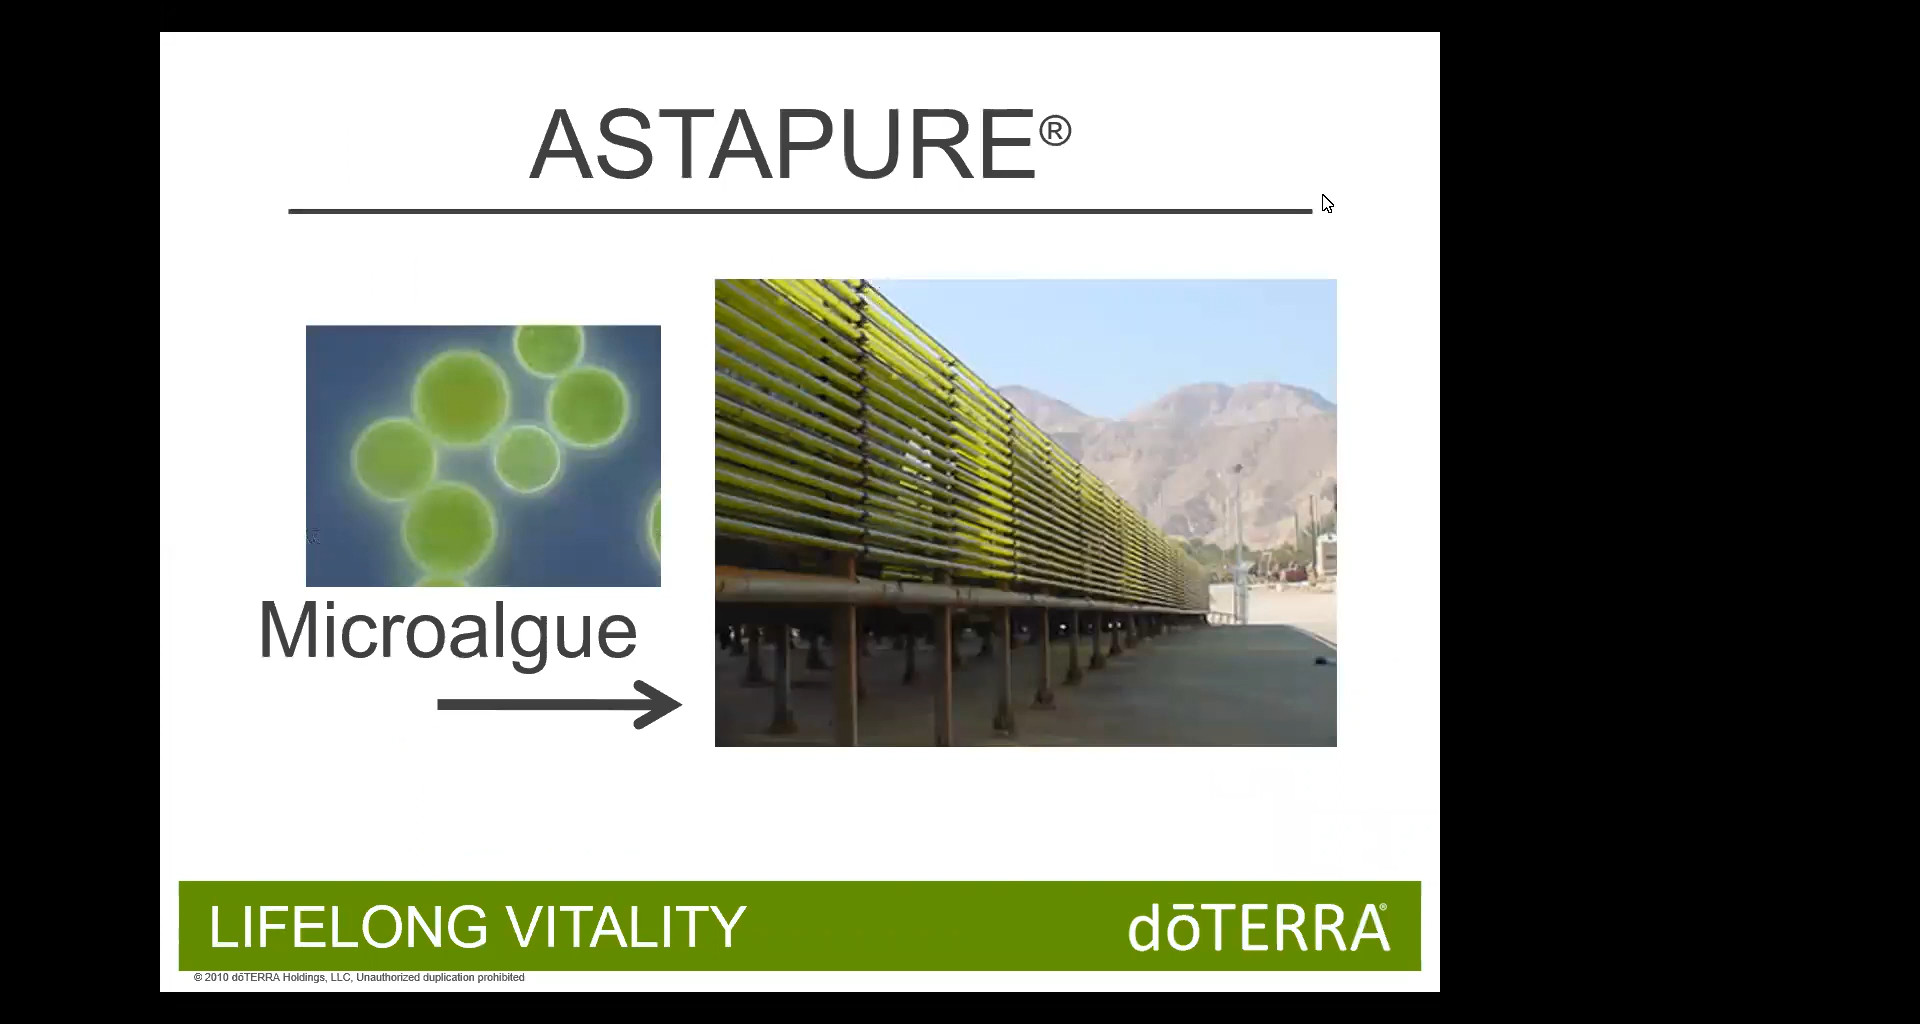 ASTAPURE®
Microalgue
LIFELONG VITALITY
dōTERRA®
© 2010 dōTERRA Holdings, LLC, Unauthorized duplication prohibited